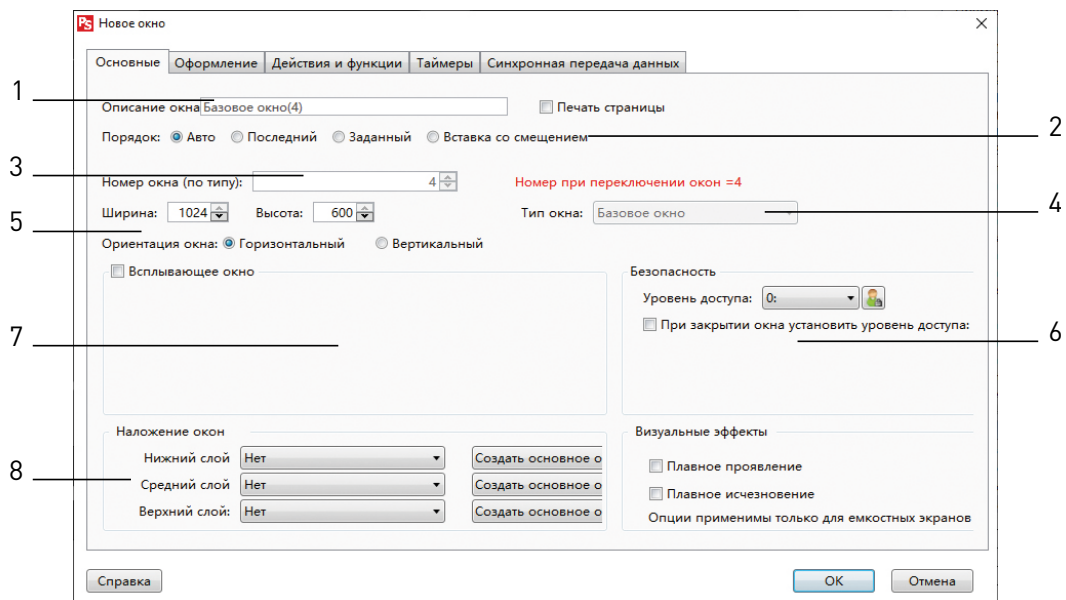 PS Новое окно
Основные Оформление Действия и функции Таймеры Синхронная передача данных
1 Описание окна Базовое окно(4) Печать страницы
Порядок: Авто Последний Заданный Вставка со смещением 2
3 Номер окна (по типу): 4 Номер при переключении окон =4
Ширина: 1024 Высота: 600 Тип окна: Базовое окно 4
5 Ориентация окна: Горизонтальный Вертикальный
Всплывающее окно Безопасность
Уровень доступа: 0:
При закрытии окна установить уровень доступа:
7 6
Наложение окон Визуальные эффекты
Нижний слой Нет Создать основное о
Плавное проявление
8 Средний слой Нет Создать основное о
Плавное исчезновение
Верхний слой: Нет Создать основное о
Опции применимы только для емкостных экранов
Справка OK Отмена